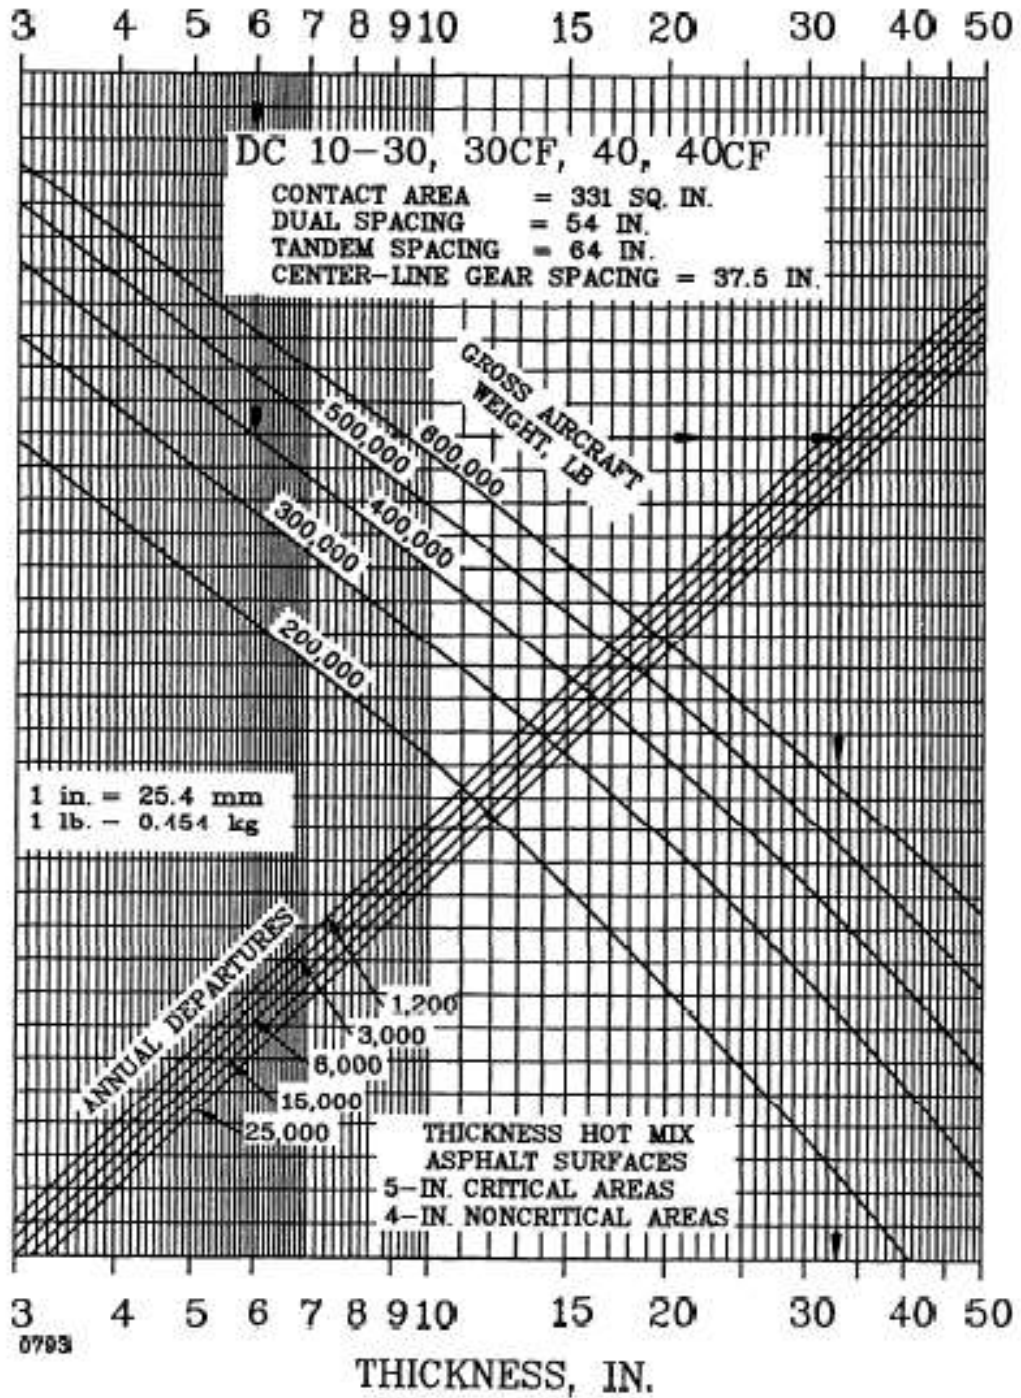 3 4 5 6 7 8 9 10 15 20 30 40 50
DC 10-30, 30CF, 40, 40CF
CONTACT AREA = 331 SQ. IN.
DUAL SPACING = 54 IN.
TANDEM SPACING = 64 IN.
CENTER-LINE GEAR SPACING = 37.5 IN.
GROSS AIRCRAFT
WEIGHT, LB
600,000
500,000
400,000
300,000
200,000
1 in. = 25.4 mm
1 lb. - 0.454 kg
ANNUAL DEPARTURES
1,200
3,000
6,000
15,000
25,000
THICKNESS HOT MIX
ASPHALT SURFACES
5-IN. CRITICAL AREAS
4-IN. NONCRITICAL AREAS
3 4 5 6 7 8 9 10 15 20 30 40 50
0793
THICKNESS, IN.